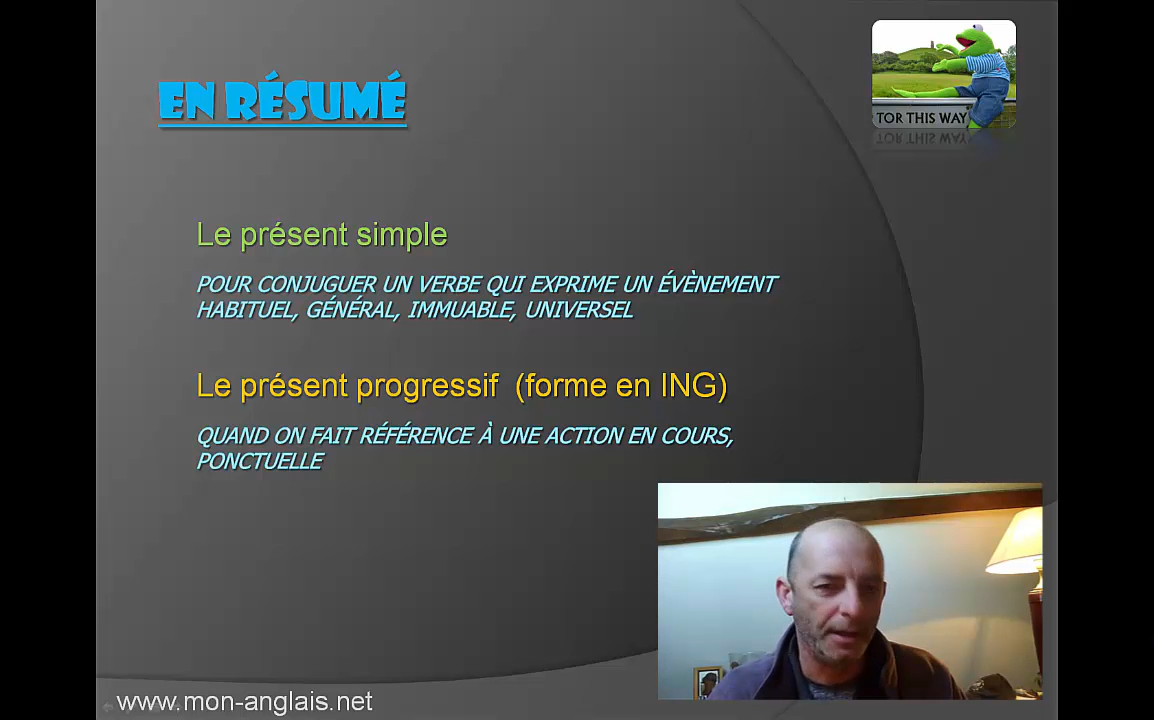 EN RÉSUMÉ
TOR THIS WAY
Le présent simple
POUR CONJUGUER UN VERBE QUI EXPRIME UN ÉVÈNEMENT
HABITUEL, GÉNÉRAL, IMMUABLE, UNIVERSEL
Le présent progressif (forme en ING)
QUAND ON FAIT RÉFÉRENCE À UNE ACTION EN COURS,
PONCTUELLE
www.mon-anglais.net